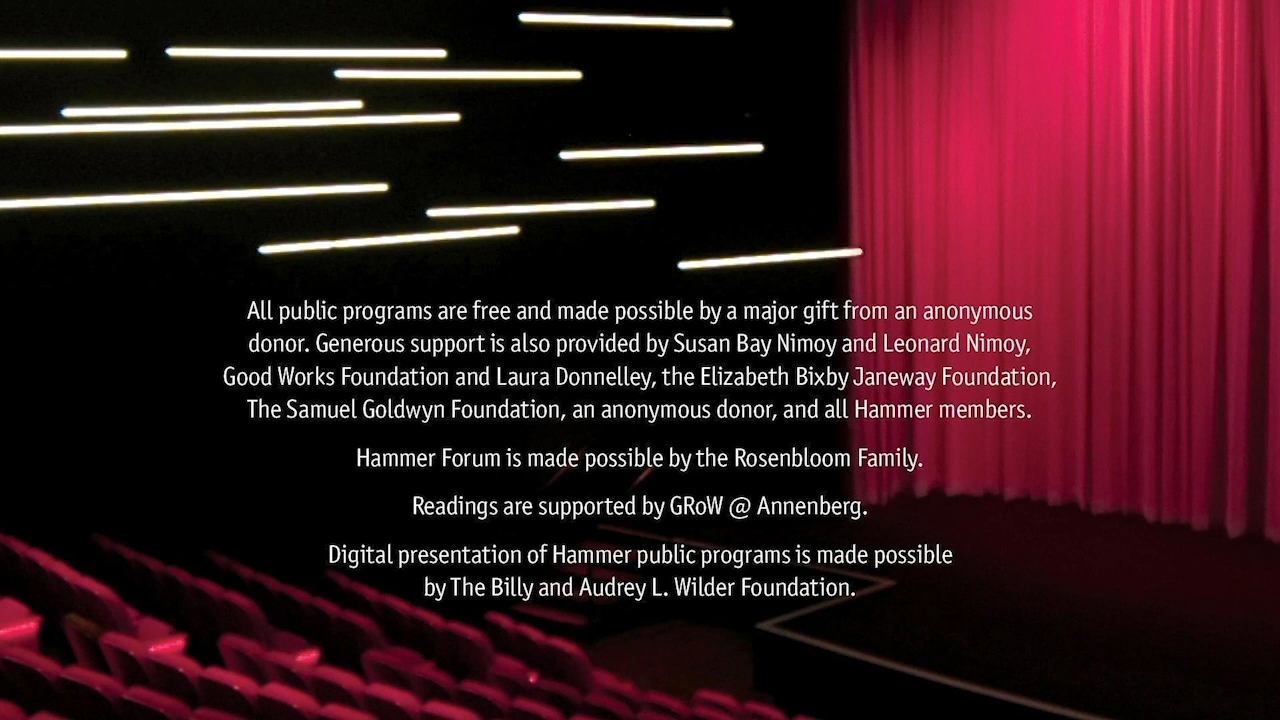 All public programs are free and made possible by a major gift from an anonymous
donor. Generous support is also provided by Susan Bay Nimoy and Leonard Nimoy,
Good Works Foundation and Laura Donnelley, the Elizabeth Bixby Janeway Foundation,
The Samuel Goldwyn Foundation, an anonymous donor, and all Hammer members.
Hammer Forum is made possible by the Rosenbloom Family.
Readings are supported by GRoW @ Annenberg.
Digital presentation of Hammer public programs is made possible
by The Billy and Audrey L. Wilder Foundation.